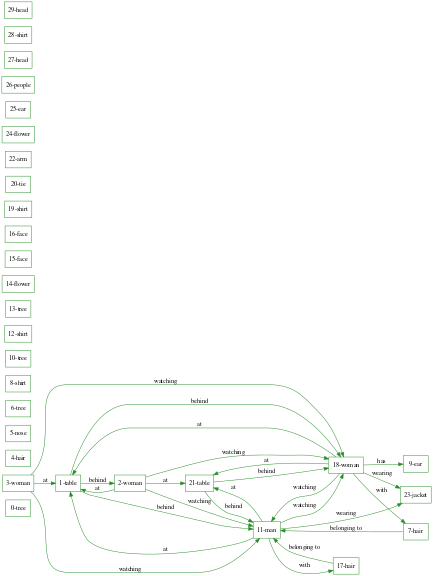 29-head
28-shirt
27-head
26-people
25-ear
24-flower
22-arm
20-tie
19-shirt
16-face
15-face
14-flower
13-tree
12-shirt
10-tree
8-shirt
6-tree
5-nose
4-hair
0-tree
watching
behind
at
3-woman
at
1-table
behind
at
2-woman
watching
at
21-table
at
behind
18-woman
has
9-ear
wearing
23-jacket
with
7-hair
watching
behind
behind
at
watching
watching
11-man
wearing
belonging to
at
watching
belonging to
with
17-hair